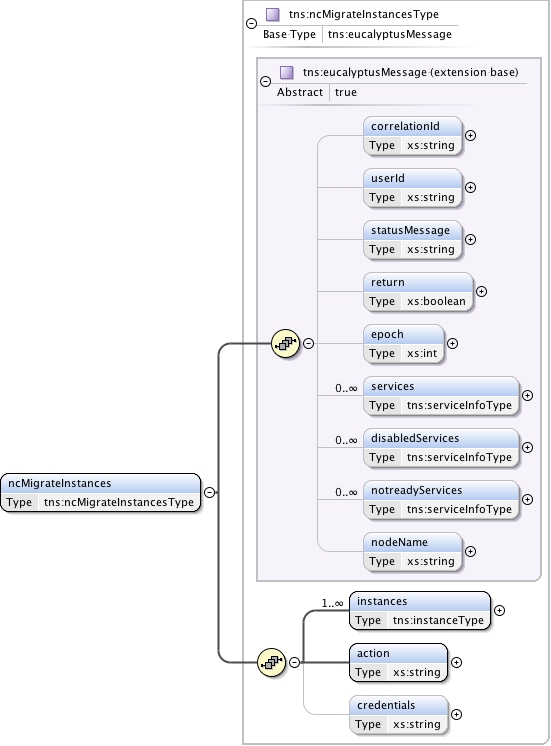 tns:ncMigrateInstancesType
Base Type tns:eucalyptusMessage
tns:eucalyptusMessage (extension base)
Abstract true
correlationId
Type xs:string
userId
Type xs:string
statusMessage
Type xs:string
return
Type xs:boolean
epoch
Type xs:int
0..∞ services
Type tns:serviceInfoType
0..∞ disabledServices
Type tns:serviceInfoType
0..∞ notreadyServices
Type tns:serviceInfoType
nodeName
Type xs:string
ncMigrateInstances
Type tns:ncMigrateInstancesType
1..∞ instances
Type tns:instanceType
action
Type xs:string
credentials
Type xs:string